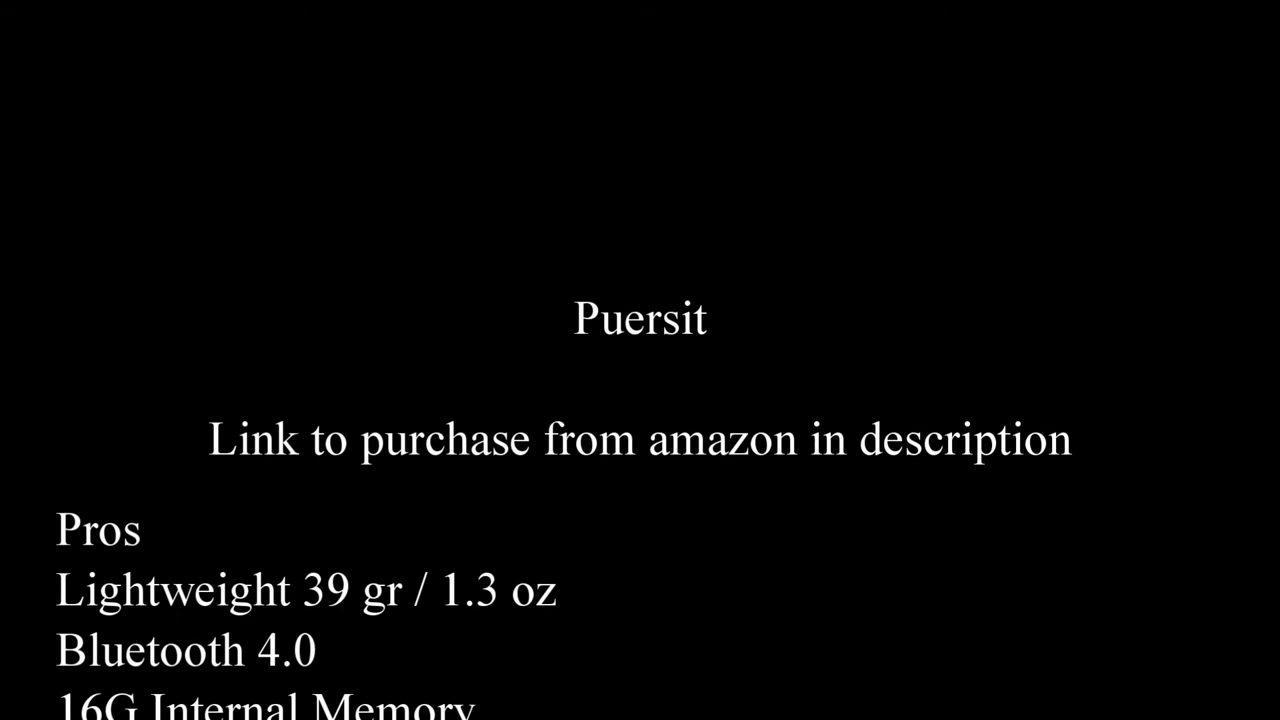 Puersit
Link to purchase from amazon in description
Pros
Lightweight 39 gr / 1.3 oz
Bluetooth 4.0
16G Internal Memory